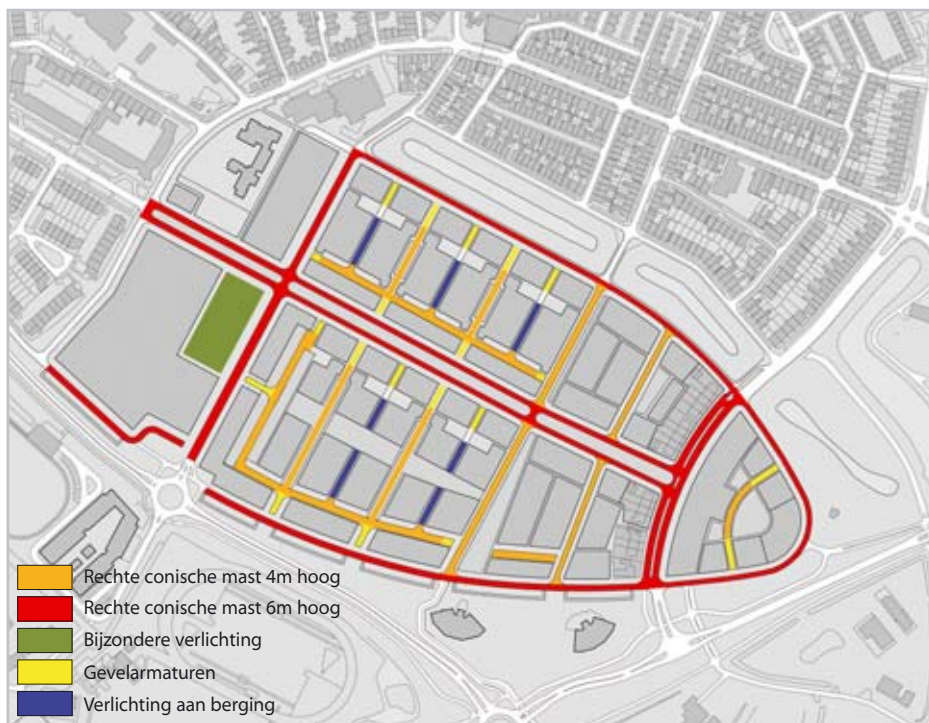 Rechte conische mast 4m hoog
Rechte conische mast 6m hoog
Bijzondere verlichting
Gevelarmaturen
Verlichting aan berging